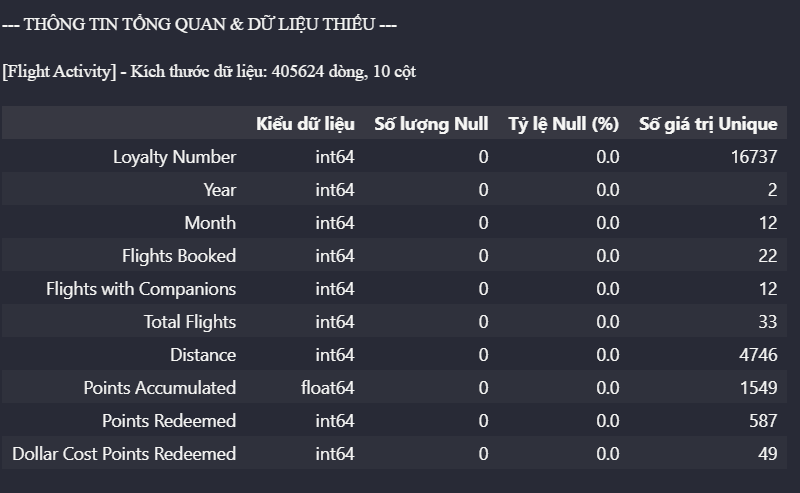 --- THÔNG TIN TỔNG QUAN & DỮ LIỆU THIẾU ---
[Flight Activity] - Kích thước dữ liệu: 405624 dòng, 10 cột
Kiểu dữ liệu Số lượng Null Tỷ lệ Null (%) Số giá trị Unique
Loyalty Number int64 0 0.0 16737
Year int64 0 0.0 2
Month int64 0 0.0 12
Flights Booked int64 0 0.0 22
Flights with Companions int64 0 0.0 12
Total Flights int64 0 0.0 33
Distance int64 0 0.0 4746
Points Accumulated float64 0 0.0 1549
Points Redeemed int64 0 0.0 587
Dollar Cost Points Redeemed int64 0 0.0 49